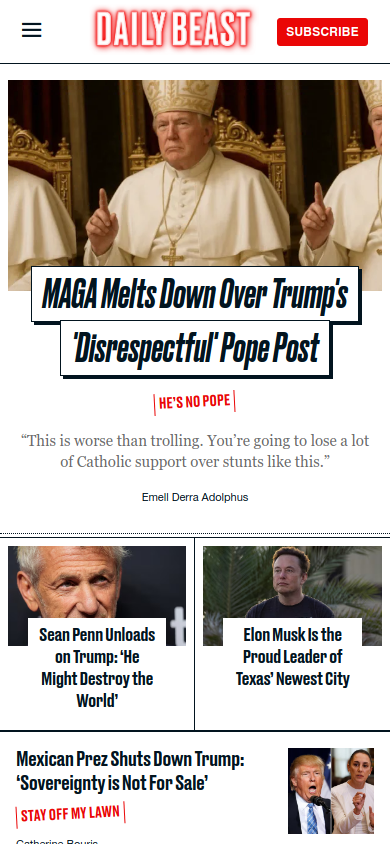 DAILY BEAST
SUBSCRIBE
MAGA Melts Down Over Trump's
'Disrespectful' Pope Post
HE'S NO POPE
“This is worse than trolling. You’re going to lose a lot
of Catholic support over stunts like this.”
Emell Derra Adolphus
Sean Penn Unloads
on Trump: ‘He
Might Destroy the
World’
Elon Musk Is the
Proud Leader of
Texas’ Newest City
Mexican Prez Shuts Down Trump:
‘Sovereignty is Not For Sale’
STAY OFF MY LAWN
Catherine Bouris